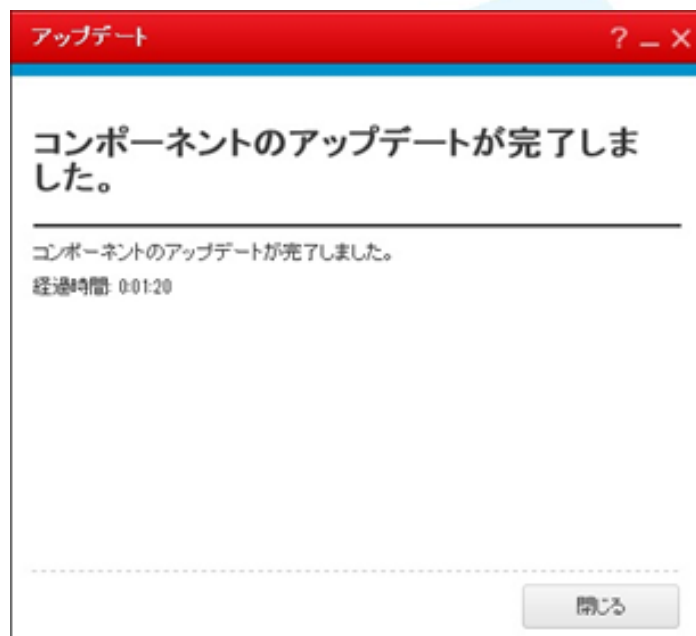 アップデート ? _ ×
コンポーネントのアップデートが完了しま
した。
コンポーネントのアップデートが完了しました。
経過時間: 0:01:20
閉じる